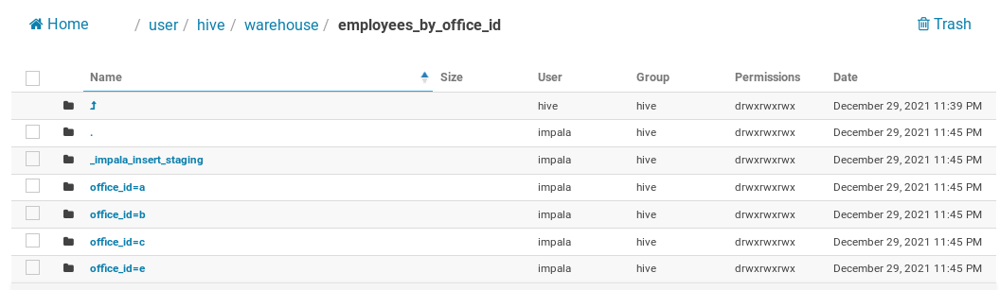 Home / user / hive / warehouse / employees_by_office_id Trash
Name Size User Group Permissions Date
hive hive drwxrwxrwx December 29, 2021 11:39 PM
. impala hive drwxrwxrwx December 29, 2021 11:45 PM
_impala_insert_staging impala hive drwxrwxrwx December 29, 2021 11:45 PM
office_id=a impala hive drwxrwxrwx December 29, 2021 11:45 PM
office_id=b impala hive drwxrwxrwx December 29, 2021 11:45 PM
office_id=c impala hive drwxrwxrwx December 29, 2021 11:45 PM
office_id=e impala hive drwxrwxrwx December 29, 2021 11:45 PM